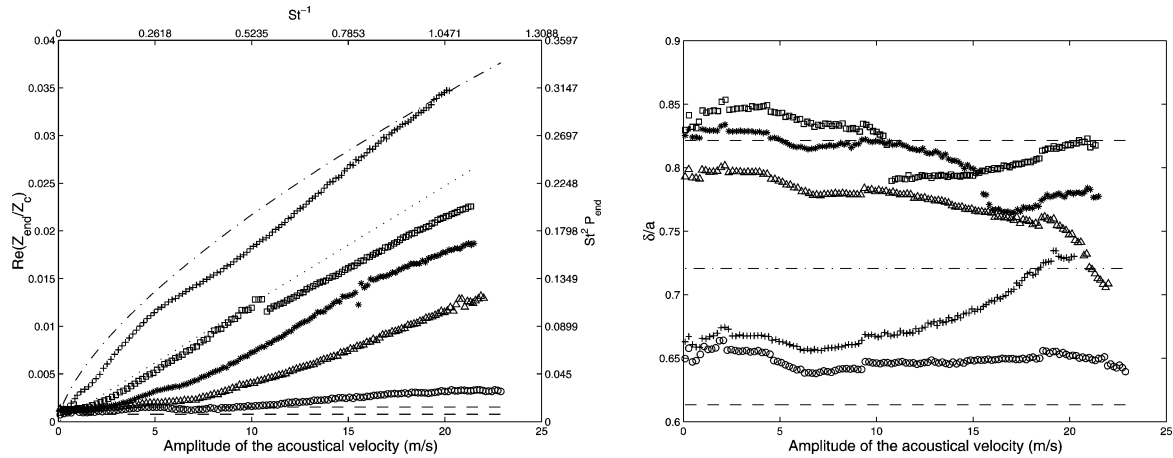 St⁻¹
0 0.2618 0.5235 0.7853 1.0471 1.3088
0.04 0.3597
0.035 0.3147
0.03 0.2697
0.025 0.2248
0.02 0.1798
0.015 0.1349
0.01 0.0899
0.005 0.045
0 0
0 5 10 15 20 25
Re(Z_end/Z_c)
St² P_end
Amplitude of the acoustical velocity (m/s)
0.9
0.85
0.8
0.75
0.7
0.65
0.6
0 5 10 15 20 25
δ/a
Amplitude of the acoustical velocity (m/s)